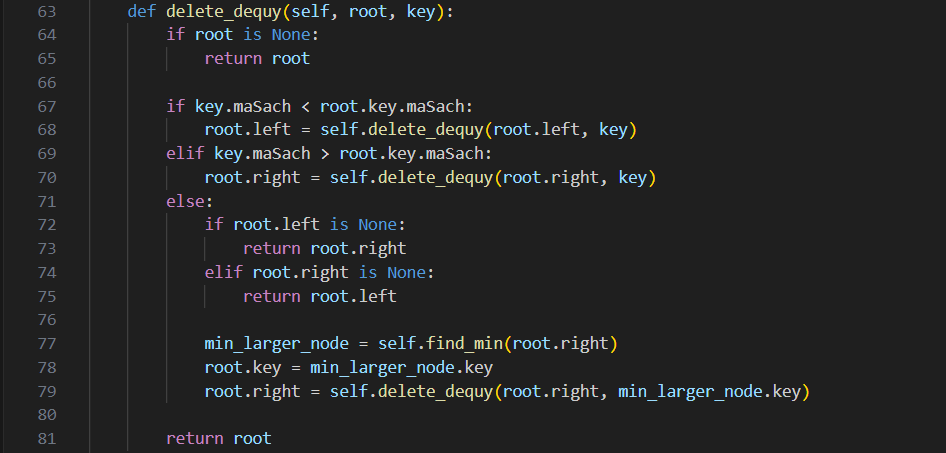 63 def delete_dequy(self, root, key):
64 if root is None:
65 return root
66
67 if key.maSach < root.key.maSach:
68 root.left = self.delete_dequy(root.left, key)
69 elif key.maSach > root.key.maSach:
70 root.right = self.delete_dequy(root.right, key)
71 else:
72 if root.left is None:
73 return root.right
74 elif root.right is None:
75 return root.left
76
77 min_larger_node = self.find_min(root.right)
78 root.key = min_larger_node.key
79 root.right = self.delete_dequy(root.right, min_larger_node.key)
80
81 return root